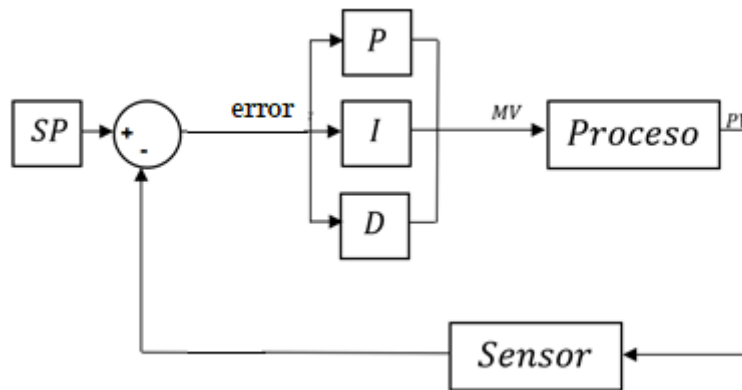 P
error
SP
+
-
I
MV
Proceso
D
Sensor